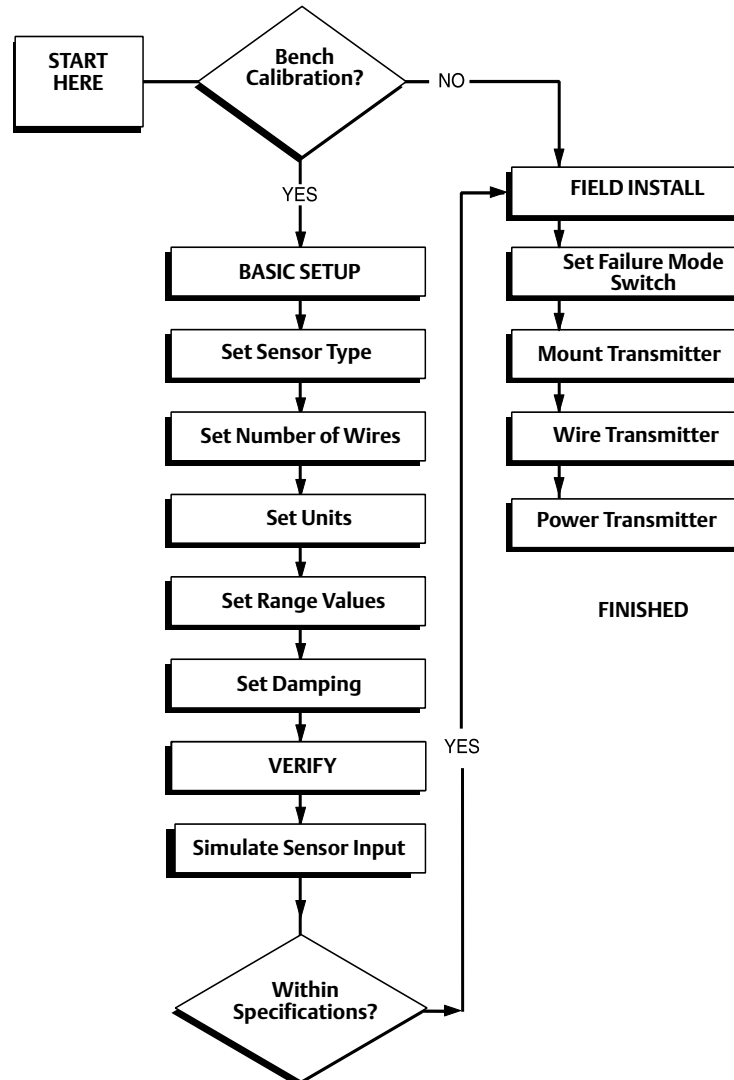 START
HERE
Bench
Calibration?
NO
YES
BASIC SETUP
Set Sensor Type
Set Number of Wires
Set Units
Set Range Values
Set Damping
VERIFY
Simulate Sensor Input
Within
Specifications?
YES
FIELD INSTALL
Set Failure Mode
Switch
Mount Transmitter
Wire Transmitter
Power Transmitter
FINISHED